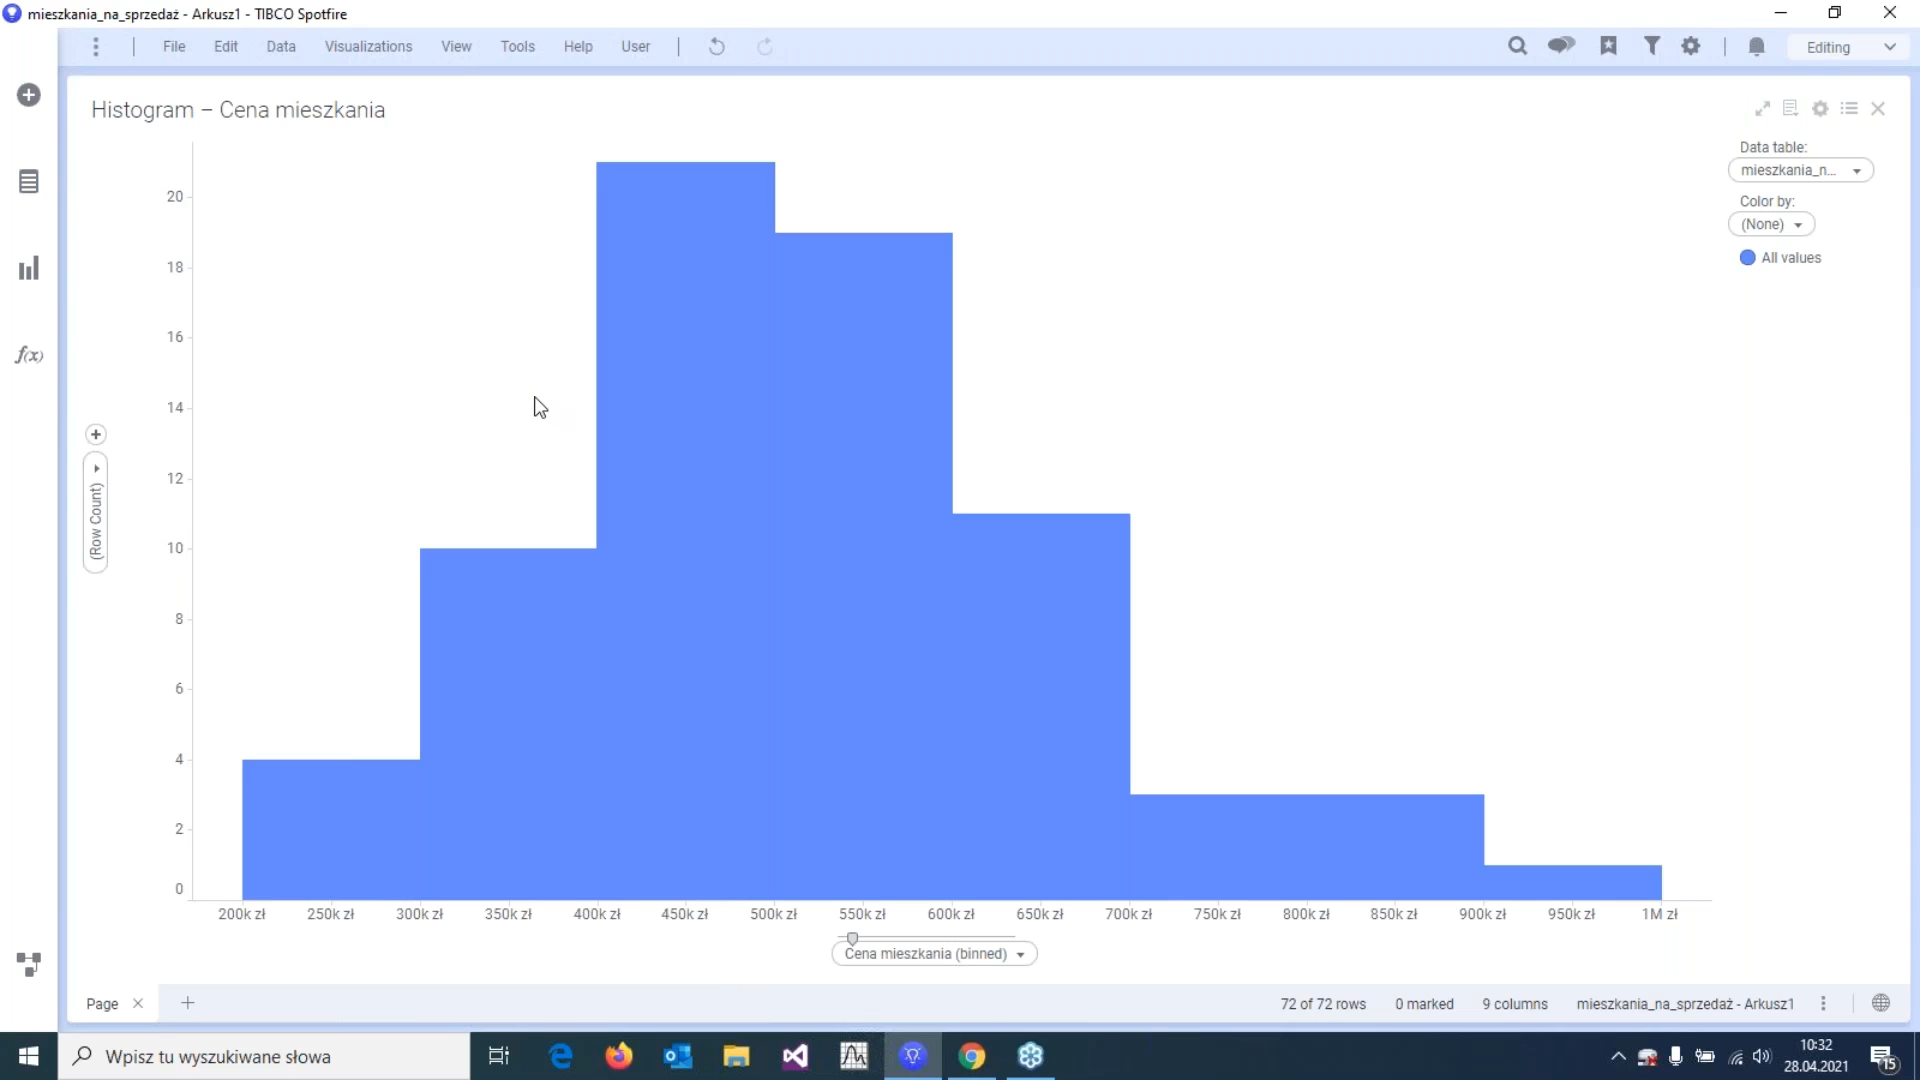 mieszkania_na_sprzedaż - Arkusz1 - TIBCO Spotfire
File Edit Data Visualizations View Tools Help User
Editing
Histogram – Cena mieszkania
Data table:
mieszkania_n...
Color by:
(None)
All values
20
18
16
14
12
10
8
6
4
2
0
(Row Count)
f(x)
200k zł 250k zł 300k zł 350k zł 400k zł 450k zł 500k zł 550k zł 600k zł 650k zł 700k zł 750k zł 800k zł 850k zł 900k zł 950k zł 1M zł
Cena mieszkania (binned)
Page
72 of 72 rows 0 marked 9 columns mieszkania_na_sprzedaż - Arkusz1
Wpisz tu wyszukiwane słowa
10:32
28.04.2021
15